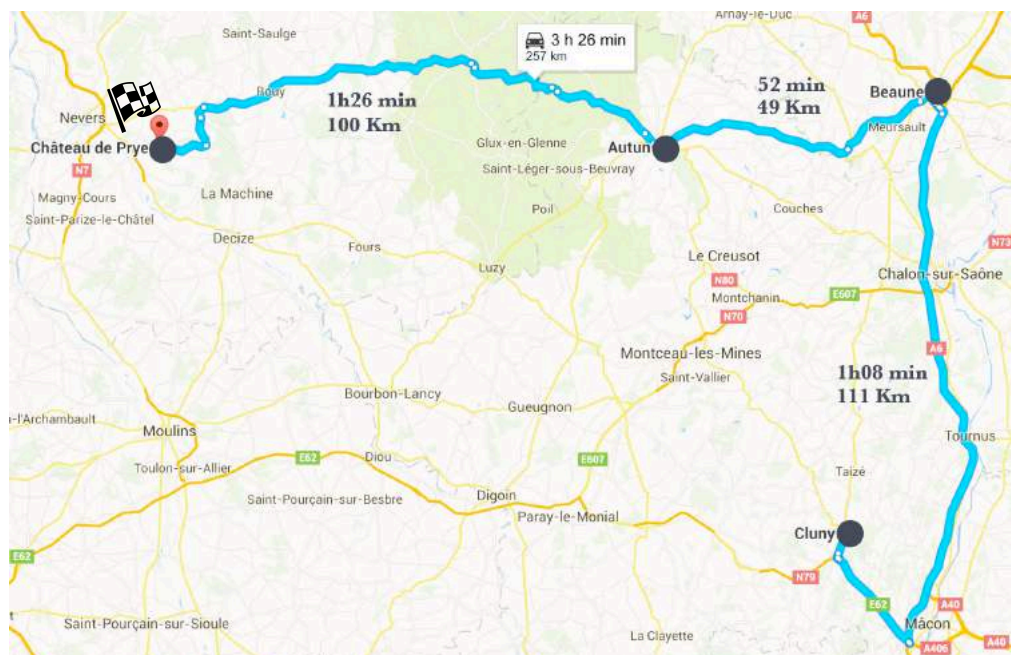 Arnay-le-Duc
A6
Saint-Saulge
3 h 26 min
257 km
52 min
49 Km
Beaune
Bouy
1h26 min
100 Km
Nevers
Meursault
Château de Prye
Glux-en-Glenne
Autun
N7
Saint-Léger-sous-Beuvray
Magny-Cours
La Machine
Saint-Parize-le-Châtel
Poil
Couches
Decize
Fours
N73
Luzy
Le Creusot
Chalon-sur-Saône
N80
Montchanin
E607
N70
A6
Montceau-les-Mines
1h08 min
111 Km
Saint-Vallier
Bourbon-Lancy
Gueugnon
n-l'Archambault
Moulins
Tournus
E62
Diou
E607
Toulon-sur-Allier
Taizé
Saint-Pourçain-sur-Besbre
Digoin
Paray-le-Monial
Cluny
E62
N79
E62
A40
Saint-Pourçain-sur-Sioule
Mâcon
La Clayette
A406
A40